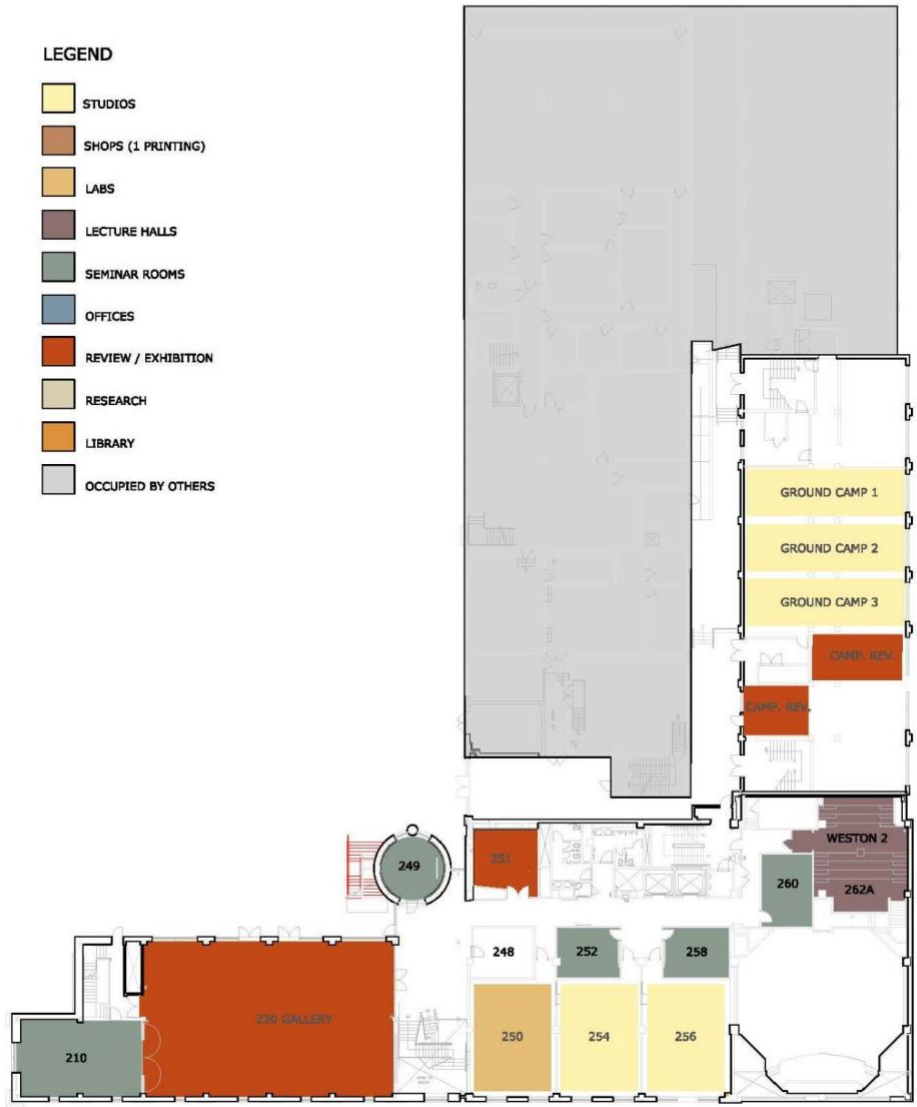 LEGEND
STUDIOS
SHOPS (1 PRINTING)
LABS
LECTURE HALLS
SEMINAR ROOMS
OFFICES
REVIEW / EXHIBITION
RESEARCH
LIBRARY
OCCUPIED BY OTHERS
GROUND CAMP 1
GROUND CAMP 2
GROUND CAMP 3
CAMP. REV.
CAMP. REV.
WESTON 2
249
251
260
262A
248
252
258
220 GALLERY
250
254
256
210